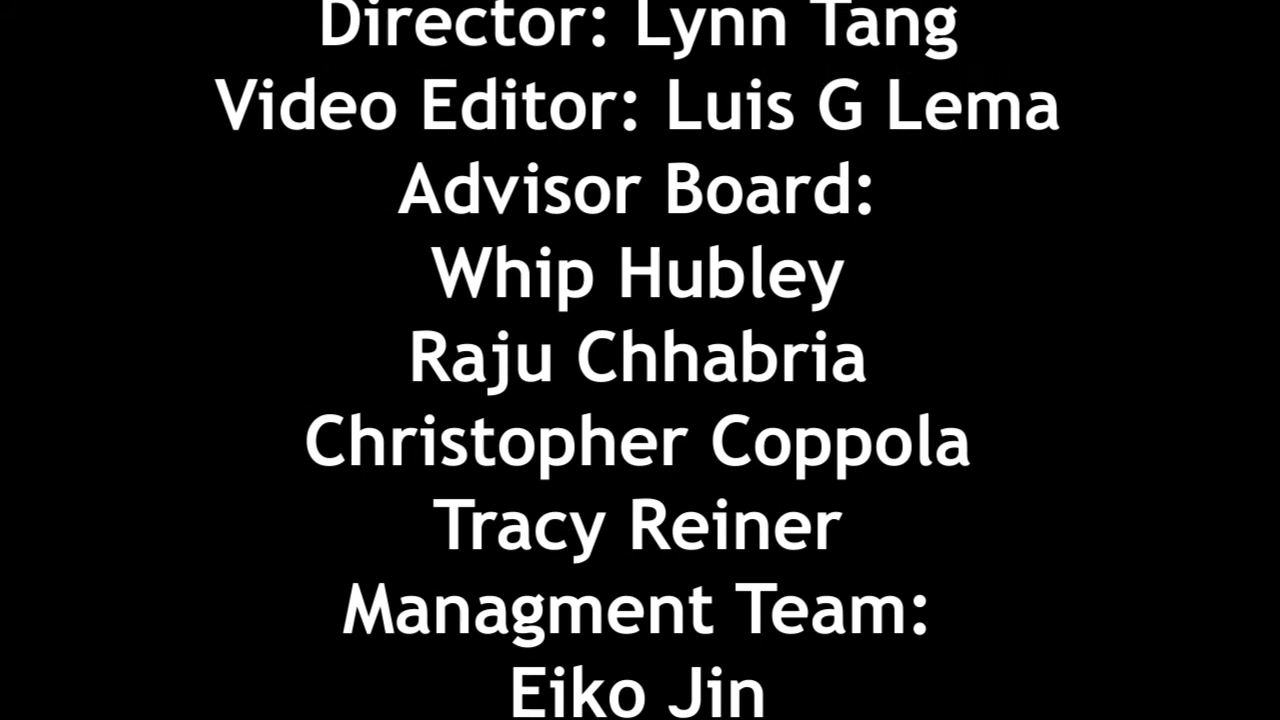 Director: Lynn Tang
Video Editor: Luis G Lema
Advisor Board:
Whip Hubley
Raju Chhabria
Christopher Coppola
Tracy Reiner
Managment Team:
Eiko Jin